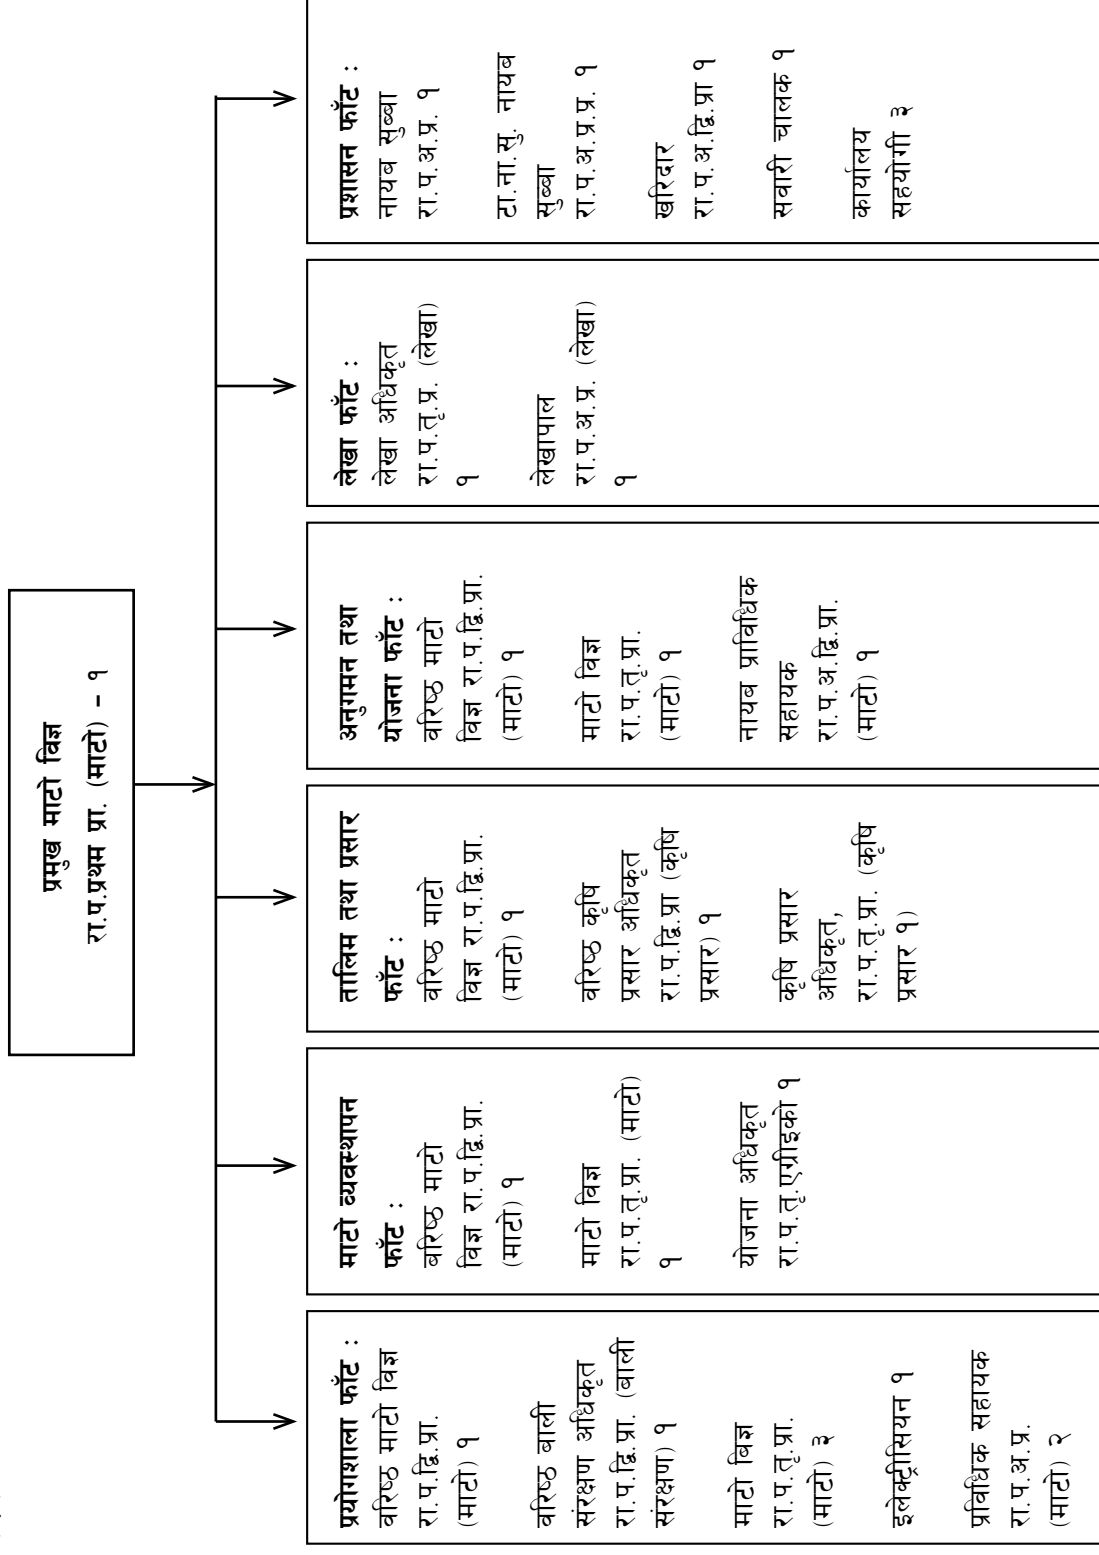 प्रमुख माटो विज्ञ
रा.प.प्रथम प्रा. (माटो) – १
प्रयोगशाला फाँट :
वरिष्ठ माटो विज्ञ
रा.प.द्वि.प्रा.
(माटो) १
वरिष्ठ बाली
संरक्षण अधिकृत
रा.प.द्वि.प्रा. (बाली
संरक्षण) १
माटो विज्ञ
रा.प.तृ.प्रा.
(माटो) ३
इलेक्ट्रीसियन १
प्रविधिक सहायक
रा.प.अ.प्र.
(माटो) २
माटो व्यवस्थापन
फाँट :
वरिष्ठ माटो
विज्ञ रा.प.द्वि.प्रा.
(माटो) १
माटो विज्ञ
रा.प.तृ.प्रा. (माटो)
१
योजना अधिकृत
रा.प.तृ.एग्रीइको १
तालिम तथा प्रसार
फाँट :
वरिष्ठ माटो
विज्ञ रा.प.द्वि.प्रा.
(माटो) १
वरिष्ठ कृषि
प्रसार अधिकृत
रा.प.द्वि.प्रा (कृषि
प्रसार) १
कृषि प्रसार
अधिकृत,
रा.प.तृ.प्रा. (कृषि
प्रसार १)
अनुगमन तथा
योजना फाँट :
वरिष्ठ माटो
विज्ञ रा.प.द्वि.प्रा.
(माटो) १
माटो विज्ञ
रा.प.तृ.प्रा.
(माटो) १
नायब प्राविधिक
सहायक
रा.प.अ.द्वि.प्रा.
(माटो) १
लेखा फाँट :
लेखा अधिकृत
रा.प.तृ.प्र. (लेखा)
१
लेखापाल
रा.प.अ.प्र. (लेखा)
१
प्रशासन फाँट :
नायब सुब्बा
रा.प.अ.प्र. १
टा.ना.सु. नायब
सुब्बा
रा.प.अ.प्र.प्र. १
खरिदार
रा.प.अ.द्वि.प्रा १
सवारी चालक १
कार्यालय
सहयोगी ३